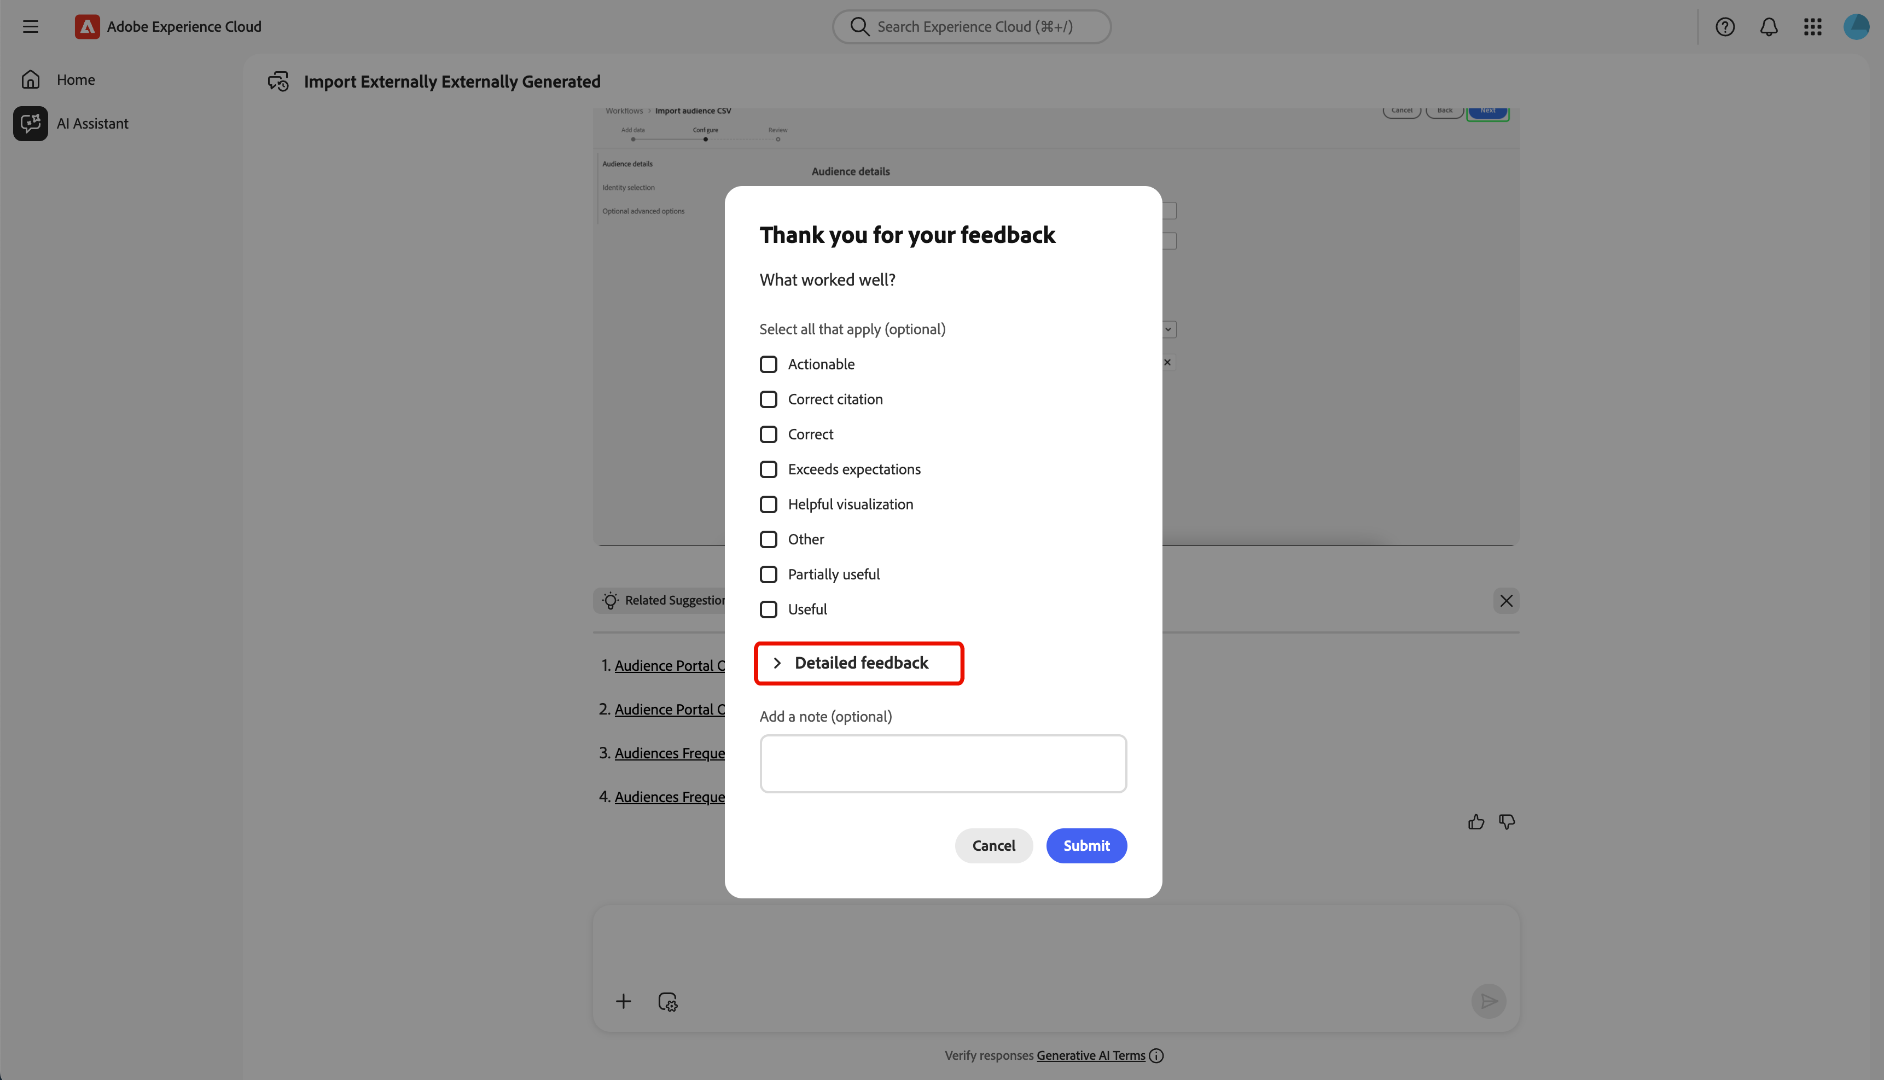 Adobe Experience Cloud
Search Experience Cloud (⌘+/)
Home
AI Assistant
Import Externally Externally Generated
Workflows > Import audience CSV
Cancel
Back
Next
Add data
Configure
Review
Audience details
Identity selection
Optional advanced options
Audience details
Thank you for your feedback
What worked well?
Select all that apply (optional)
Actionable
Correct citation
Correct
Exceeds expectations
Helpful visualization
Other
Partially useful
Useful
Detailed feedback
Add a note (optional)
Cancel
Submit
Related Suggestion
1. Audience Portal
2. Audience Portal
3. Audiences
4. Audiences
Verify responses Generative AI Terms